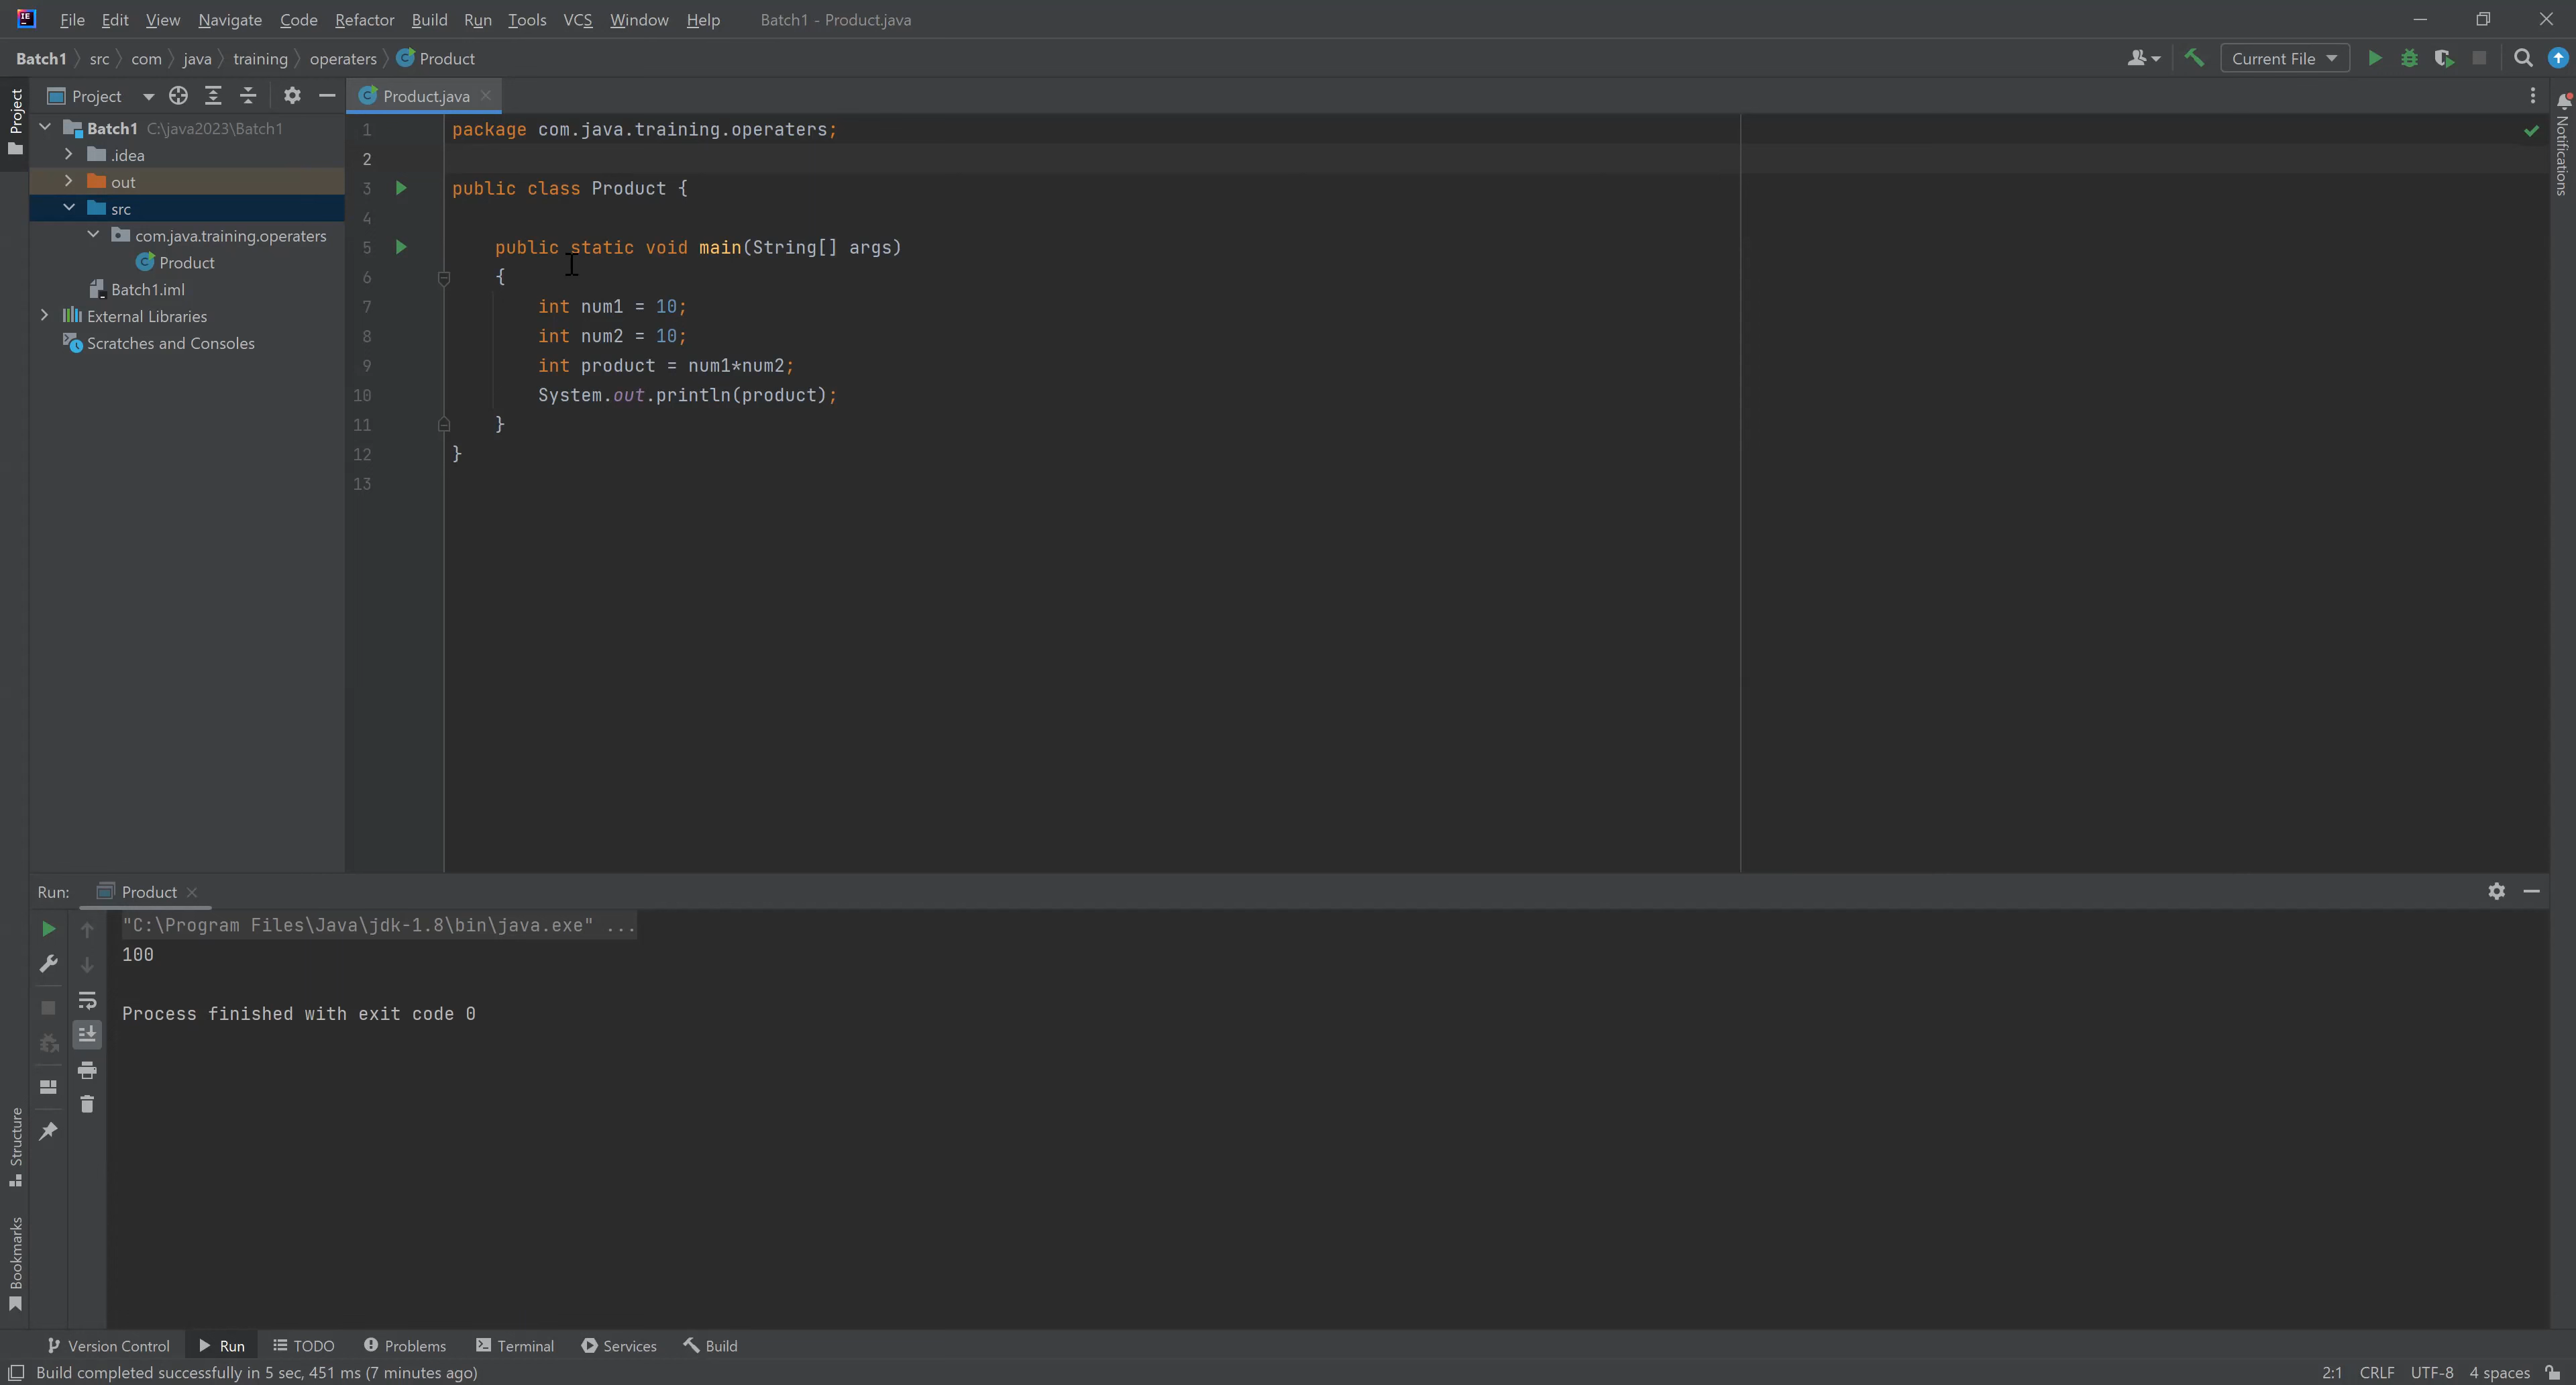 File Edit View Navigate Code Refactor Build Run Tools VCS Window Help Batch1 - Product.java
Batch1 src com java training operaters Product
Current File
Project
Product.java
Project
Batch1 C:\java2023\Batch1
.idea
out
src
com.java.training.operaters
Product
Batch1.iml
External Libraries
Scratches and Consoles
1 package com.java.training.operaters;
2
3 public class Product {
4
5 public static void main(String[] args)
6 {
7 int num1 = 10;
8 int num2 = 10;
9 int product = num1*num2;
10 System.out.println(product);
11 }
12 }
13
Notifications
Run: Product
"C:\Program Files\Java\jdk-1.8\bin\java.exe" ...
100
Process finished with exit code 0
Structure
Bookmarks
Version Control Run TODO Problems Terminal Services Build
Build completed successfully in 5 sec, 451 ms (7 minutes ago)
2:1 CRLF UTF-8 4 spaces